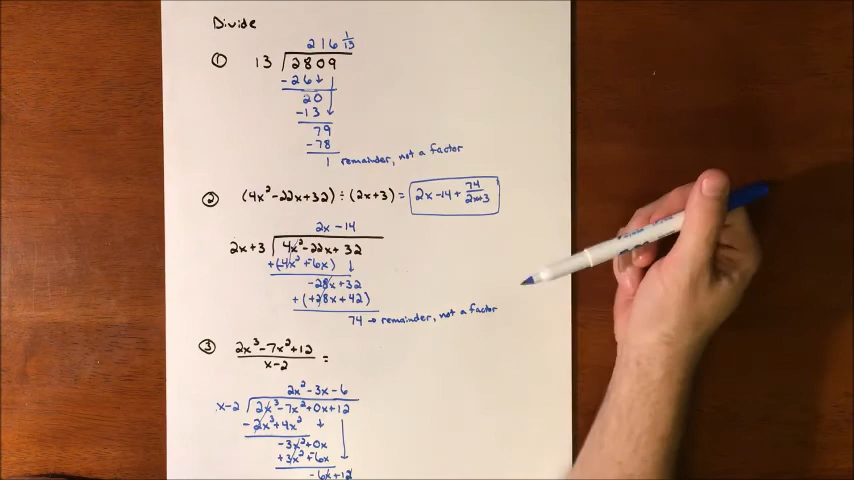 Divide
① 216 1/13
13 ⟌ 2809
-26↓
20
-13
79
-78
1 remainder, not a factor
② (4x²-22x+32) ÷ (2x+3) = 2x-14+ 74/2x+3
2x-14
2x+3 ⟌ 4x²-22x+32
+(-4x²+-6x) ↓
-28x+32
+(+28x+42)
74 → remainder, not a factor
③ 2x³-7x²+12 / x-2 =
2x²-3x-6
x-2 ⟌ 2x³-7x²+0x+12
-2x³+4x² ↓
-3x²+0x
+3x²+-6x
-6x+12